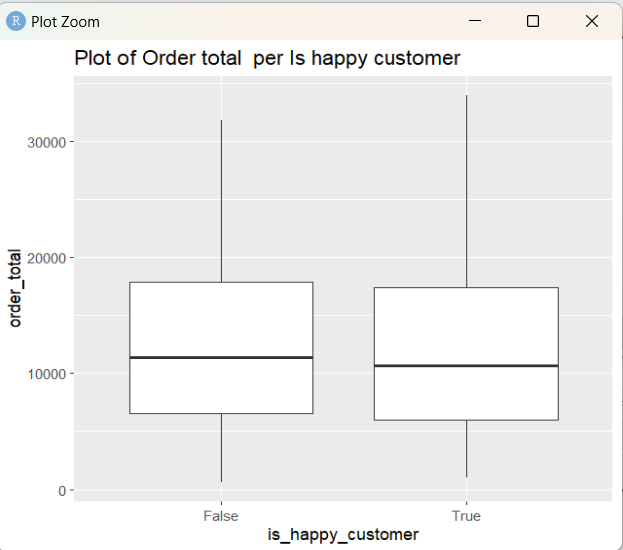 R Plot Zoom
Plot of Order total  per Is happy customer
order_total
30000
20000
10000
0
False True
is_happy_customer